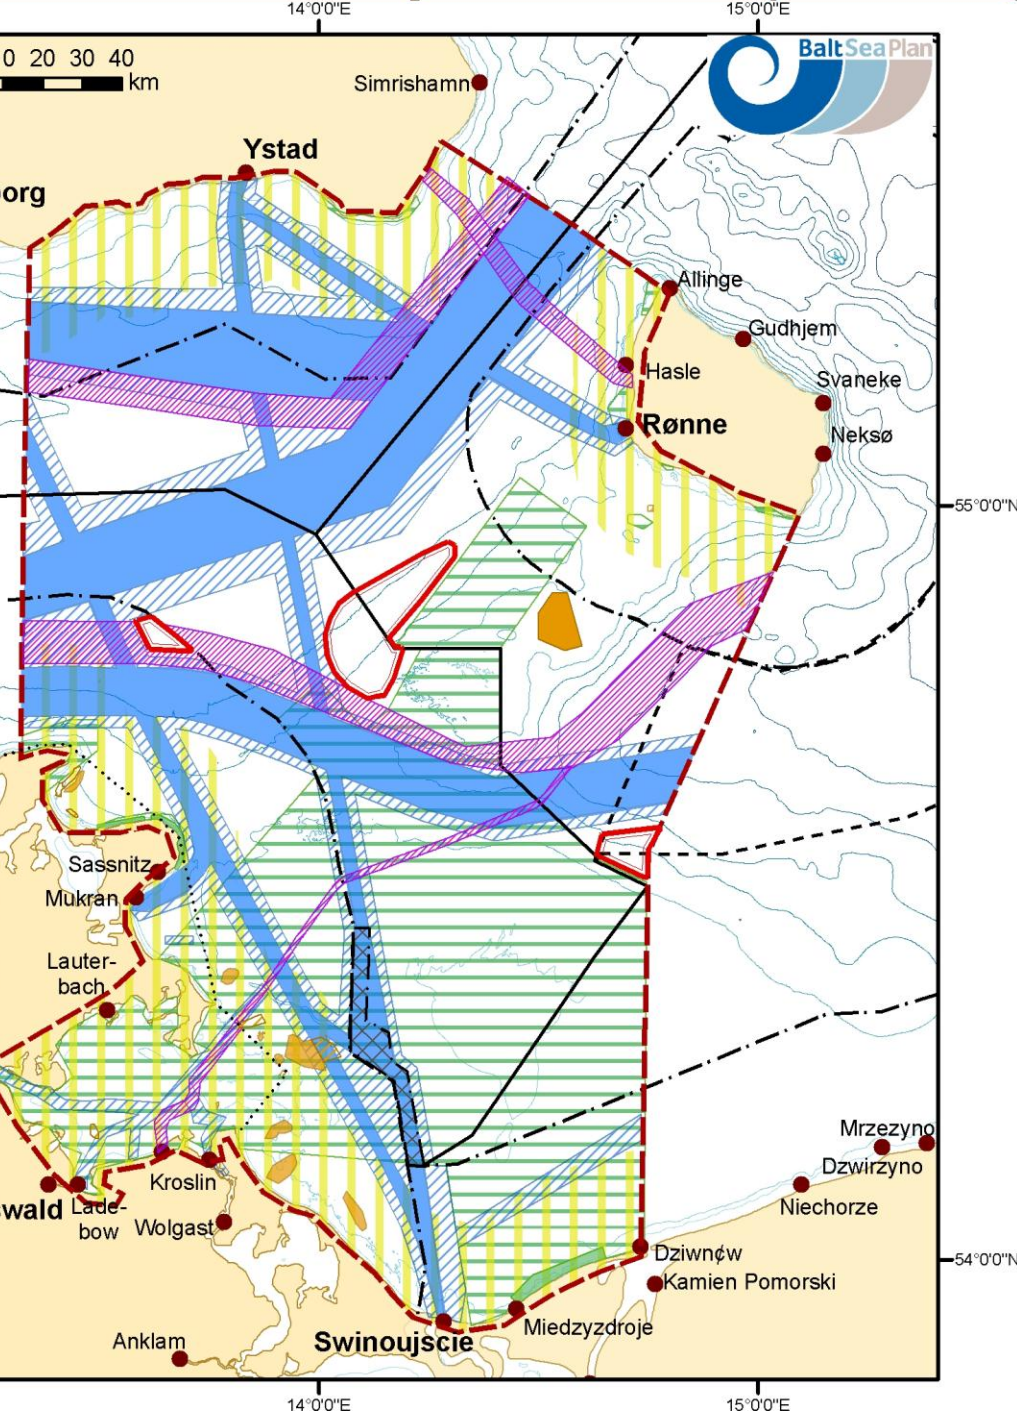 14°0'0"E
15°0'0"E
0 20 30 40
km
BaltSeaPlan
Simrishamn
Ystad
org
Allinge
Gudhjem
Hasle
Svaneke
Rønne
Neksø
55°0'0"N
Sassnitz
Mukran
Lauter-
bach
Mrzezyno
Dzwirzyno
Kroslin
Niechorze
swald
Lade-
bow
Wolgast
Dziwnćw
54°0'0"N
Kamien Pomorski
Miedzyzdroje
Swinoujscie
Anklam
14°0'0"E
15°0'0"E